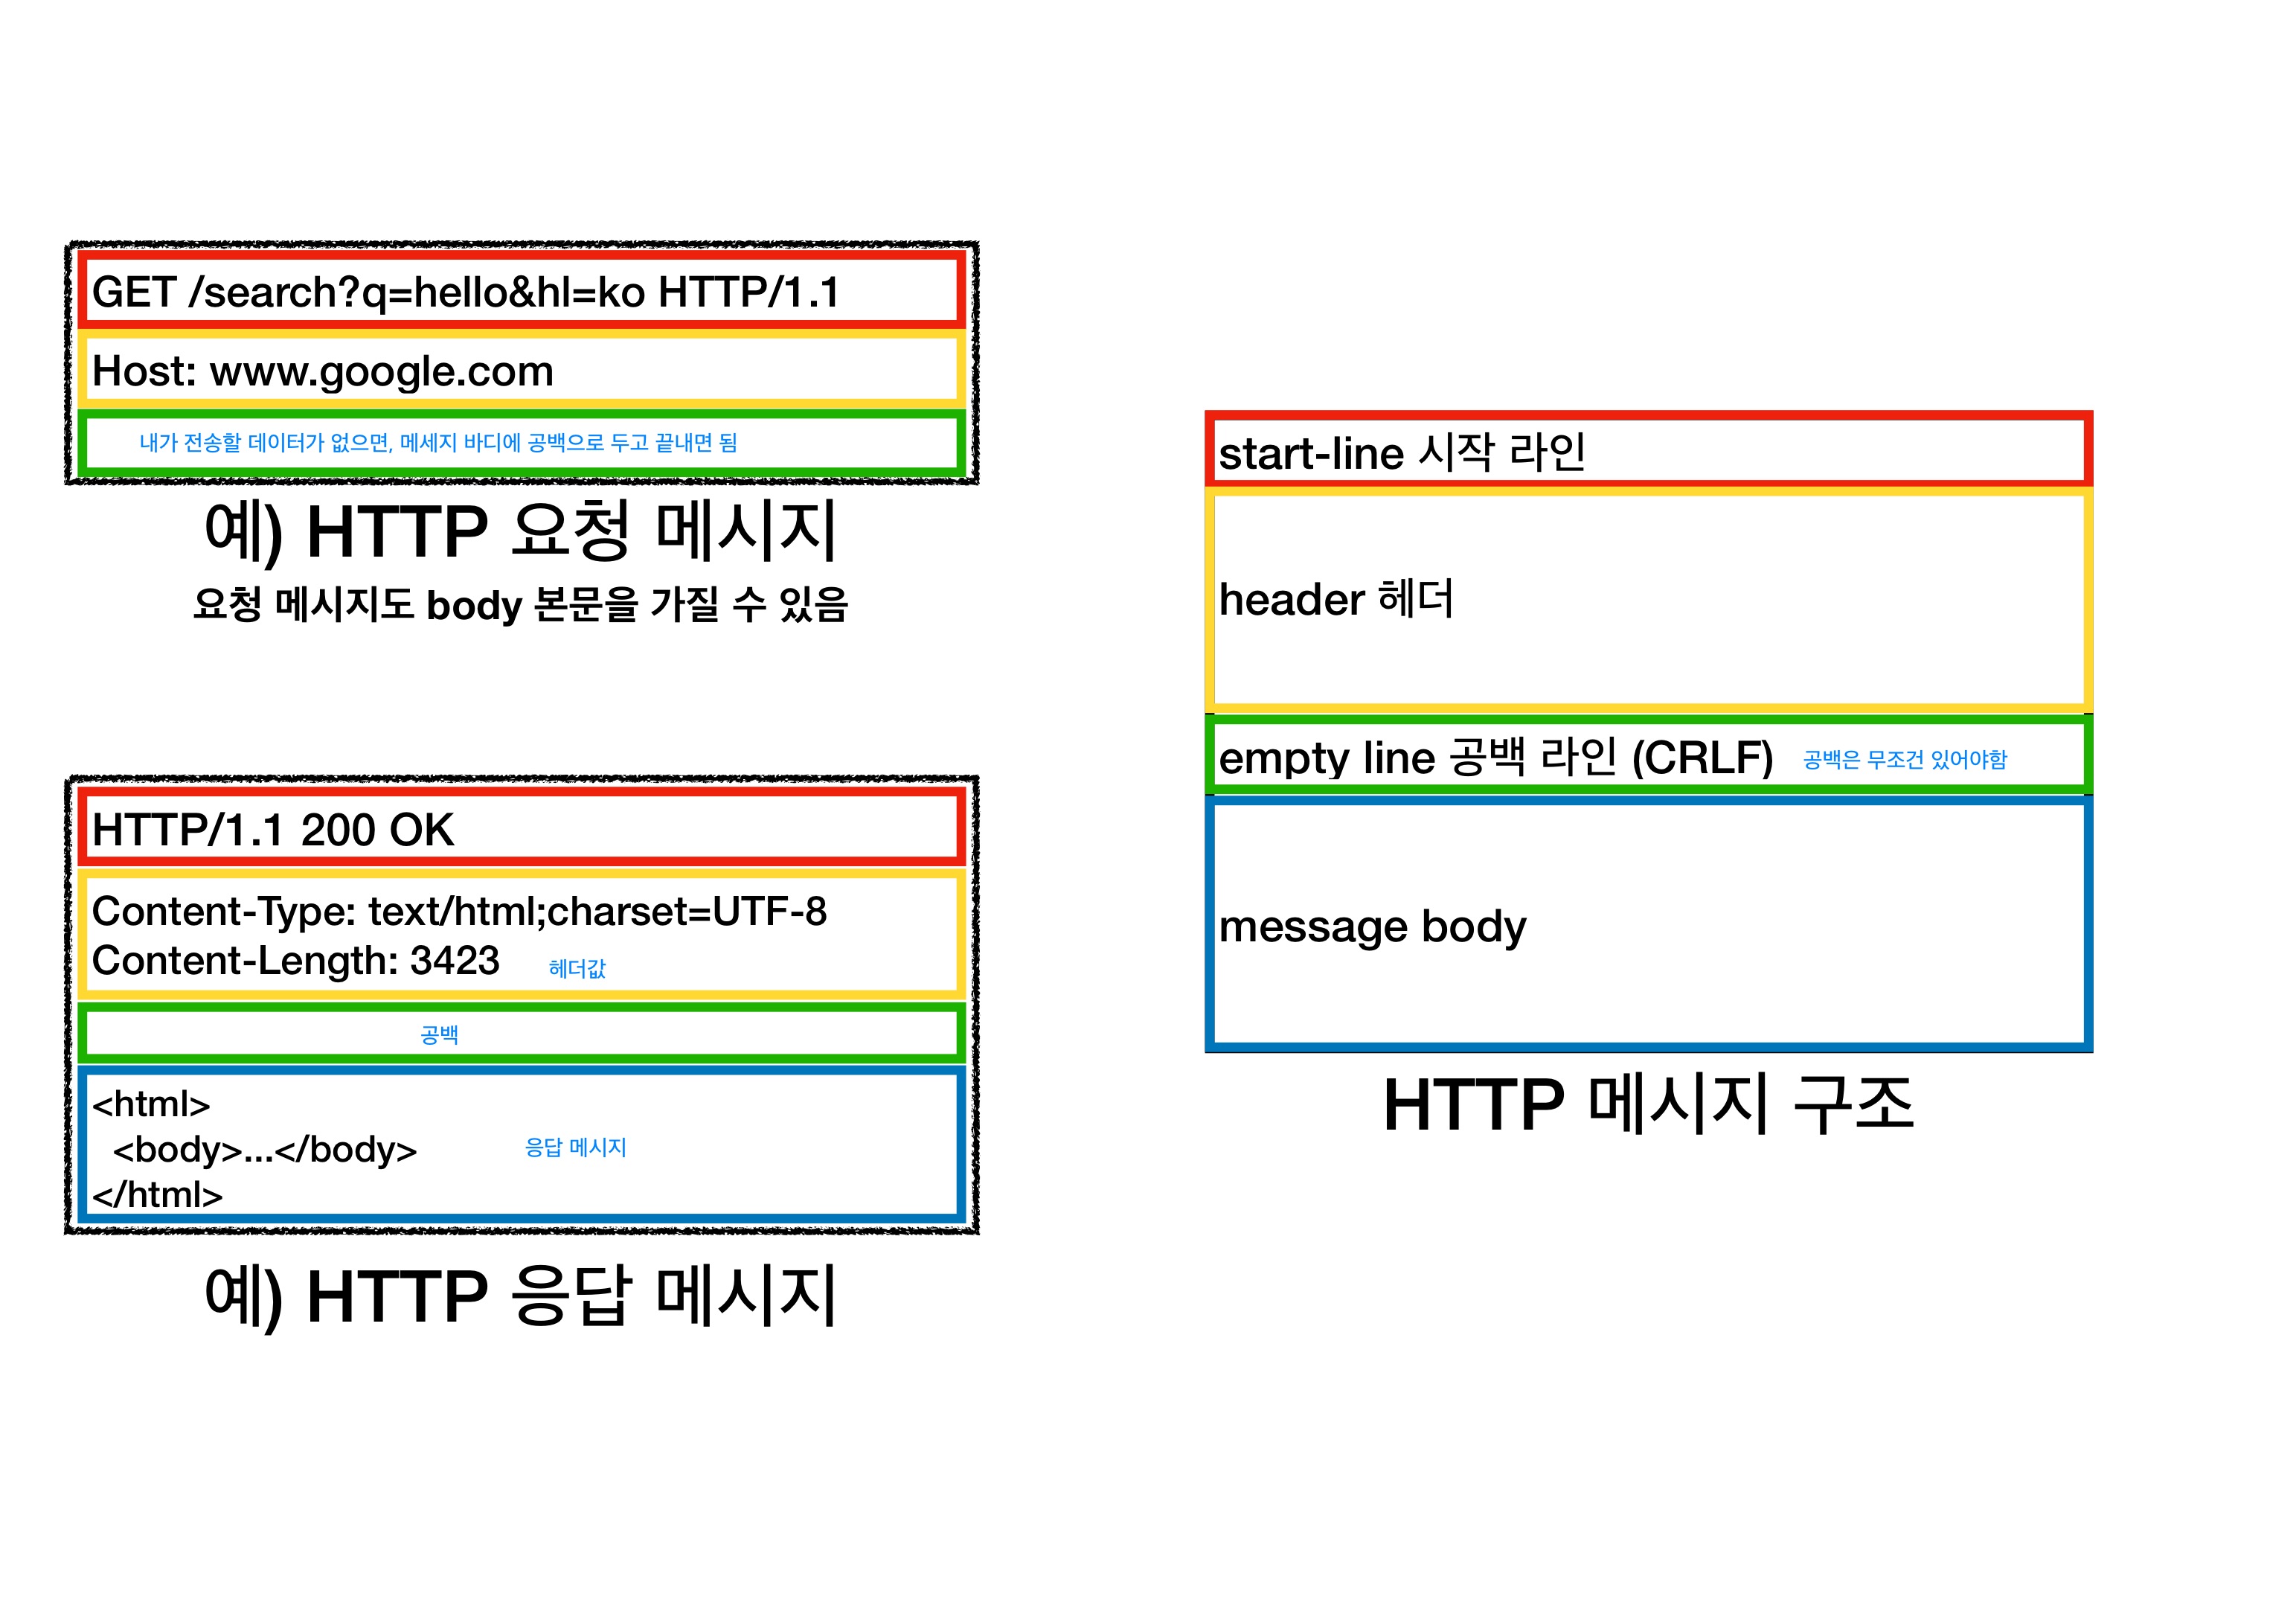 GET /search?q=hello&hl=ko HTTP/1.1
Host: www.google.com
내가 전송할 데이터가 없으면, 메세지 바디에 공백으로 두고 끝내면 됨
예) HTTP 요청 메시지
요청 메시지도 body 본문을 가질 수 있음
HTTP/1.1 200 OK
Content-Type: text/html;charset=UTF-8
Content-Length: 3423 헤더값
공백
<html>
<body>...</body> 응답 메시지
</html>
예) HTTP 응답 메시지
start-line 시작 라인
header 헤더
empty line 공백 라인 (CRLF) 공백은 무조건 있어야함
message body
HTTP 메시지 구조